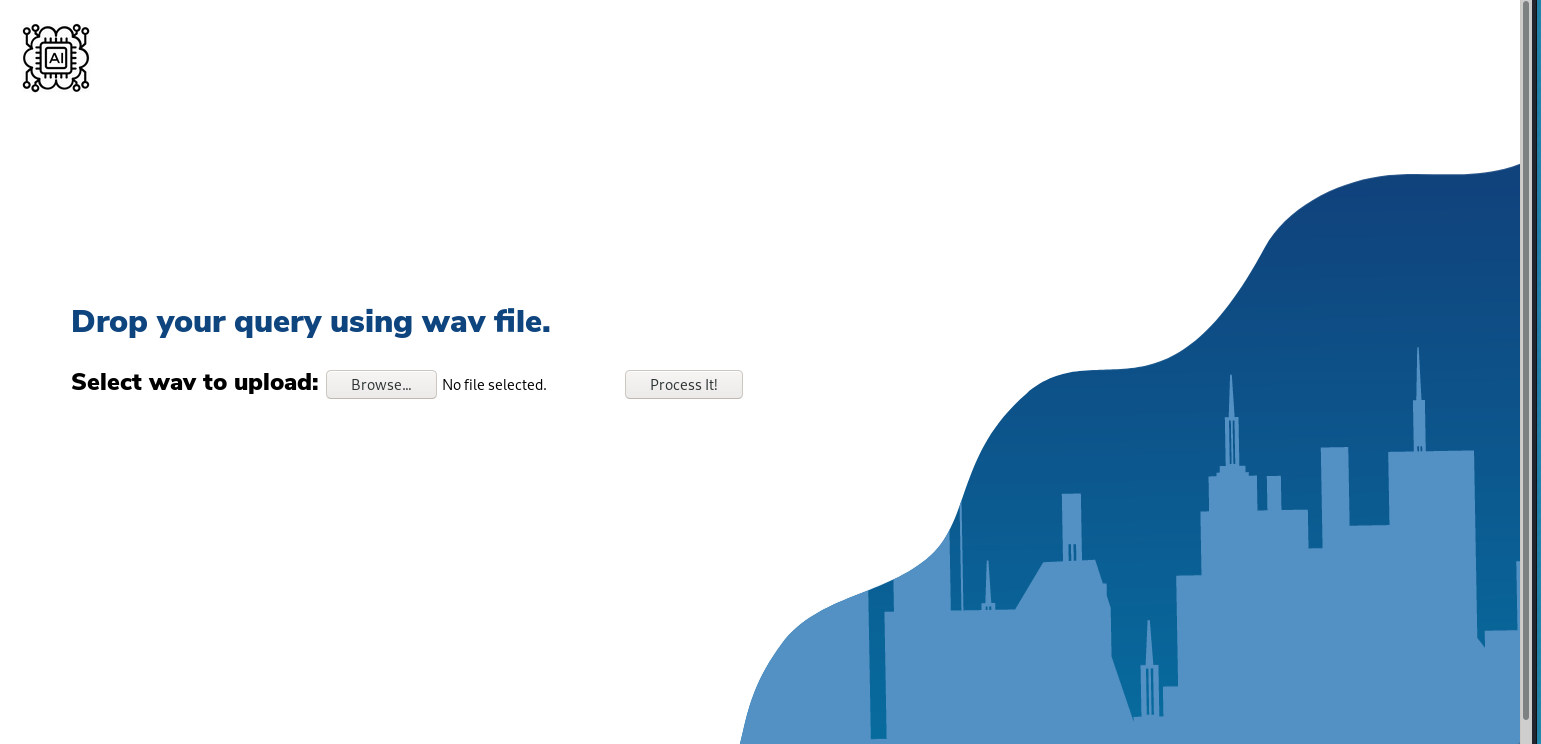 AI
Drop your query using wav file.
Select wav to upload: Browse... No file selected. Process It!